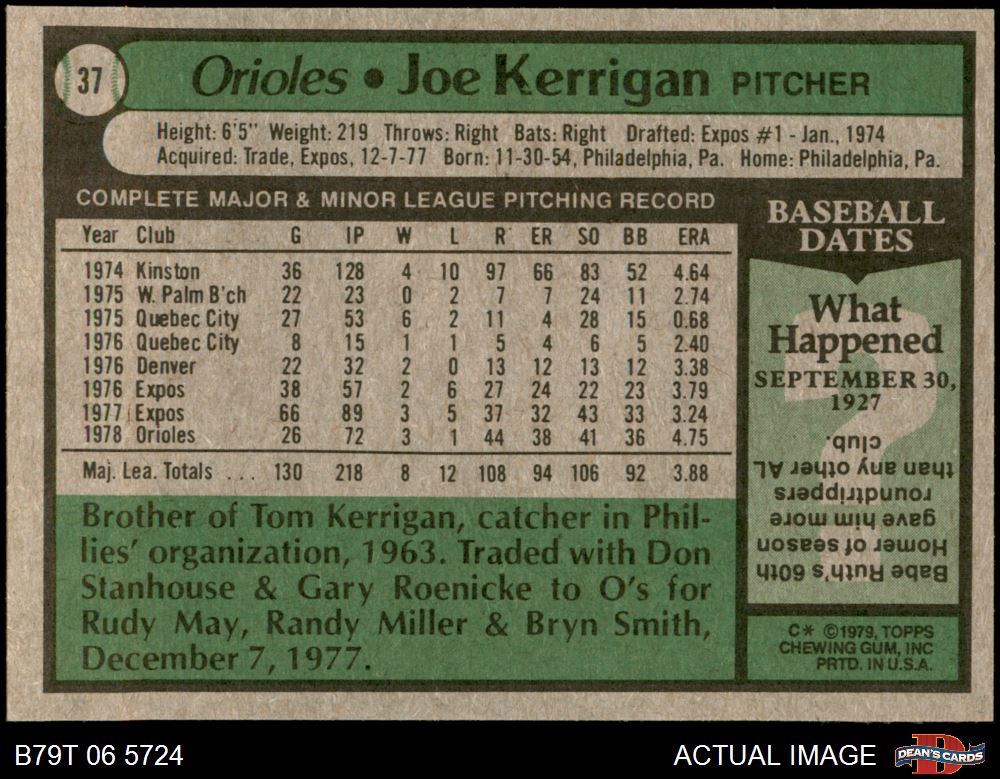 37 Orioles • Joe Kerrigan PITCHER
Height: 6'5" Weight: 219 Throws: Right Bats: Right Drafted: Expos #1 - Jan., 1974
Acquired: Trade, Expos, 12-7-77 Born: 11-30-54, Philadelphia, Pa. Home: Philadelphia, Pa.
COMPLETE MAJOR & MINOR LEAGUE PITCHING RECORD
Year Club G IP W L R ER SO BB ERA
1974 Kinston 36 128 4 10 97 66 83 52 4.64
1975 W. Palm B'ch 22 23 0 2 7 7 24 11 2.74
1975 Quebec City 27 53 6 2 11 4 28 15 0.68
1976 Quebec City 8 15 1 1 5 4 6 5 2.40
1976 Denver 22 32 2 0 13 12 13 12 3.38
1976 Expos 38 57 2 6 27 24 22 23 3.79
1977 Expos 66 89 3 5 37 32 43 33 3.24
1978 Orioles 26 72 3 1 44 38 41 36 4.75
Maj. Lea. Totals ... 130 218 8 12 108 94 106 92 3.88
Brother of Tom Kerrigan, catcher in Phil-
lies' organization, 1963. Traded with Don
Stanhouse & Gary Roenicke to O's for
Rudy May, Randy Miller & Bryn Smith,
December 7, 1977.
BASEBALL
DATES
What
Happened
SEPTEMBER 30,
1927
?
Babe Ruth's 60th
Homer of season
gave him more
roundtrippers
than any other AL
club.
C* ©1979, TOPPS
CHEWING GUM, INC
PRTD. IN U.S.A.
B79T 06 5724
ACTUAL IMAGE
D
DEAN'S CARDS